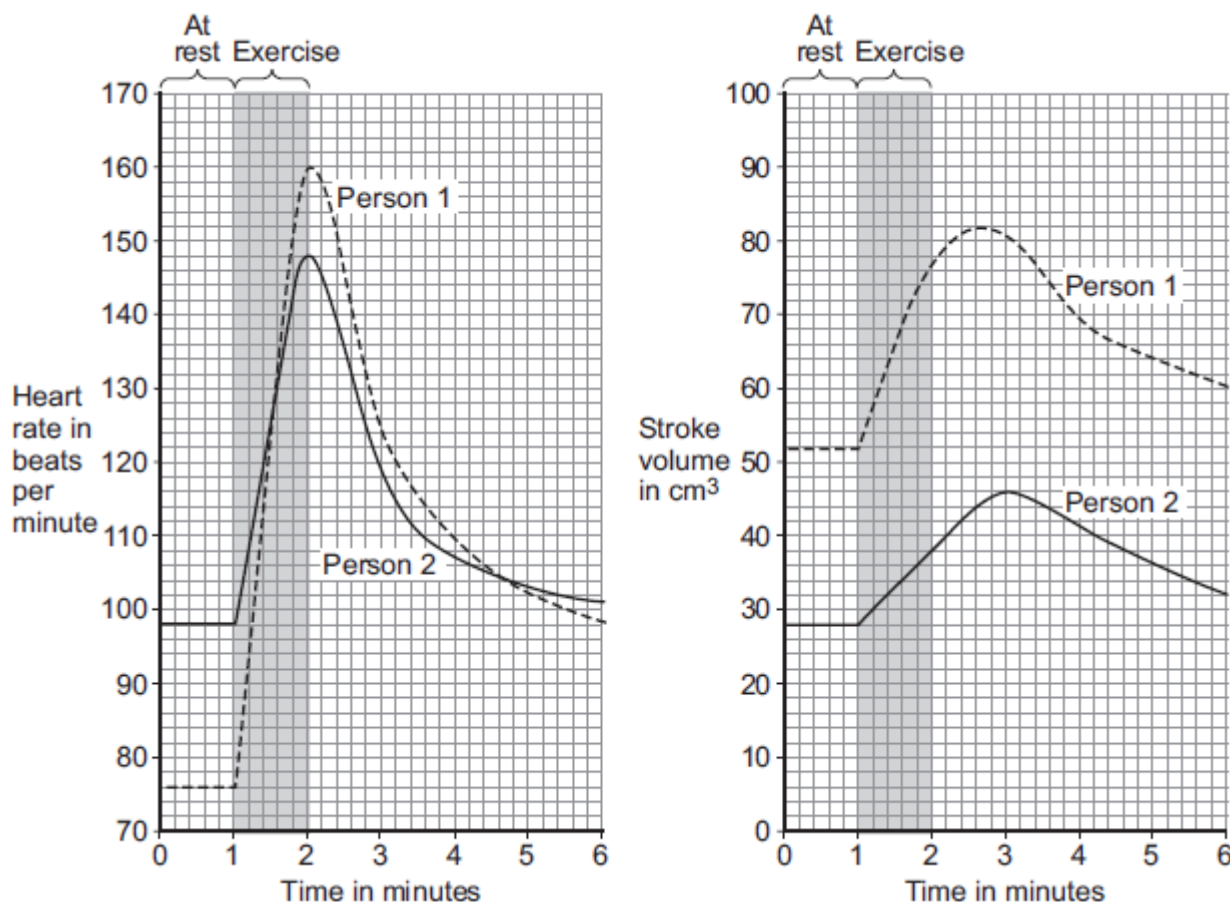 At
rest Exercise
170
160
150
140
130
120
110
100
90
80
70
Heart
rate in
beats
per
minute
Person 1
Person 2
0 1 2 3 4 5 6
Time in minutes
At
rest Exercise
100
90
80
70
60
50
40
30
20
10
0
Stroke
volume
in cm³
Person 1
Person 2
0 1 2 3 4 5 6
Time in minutes